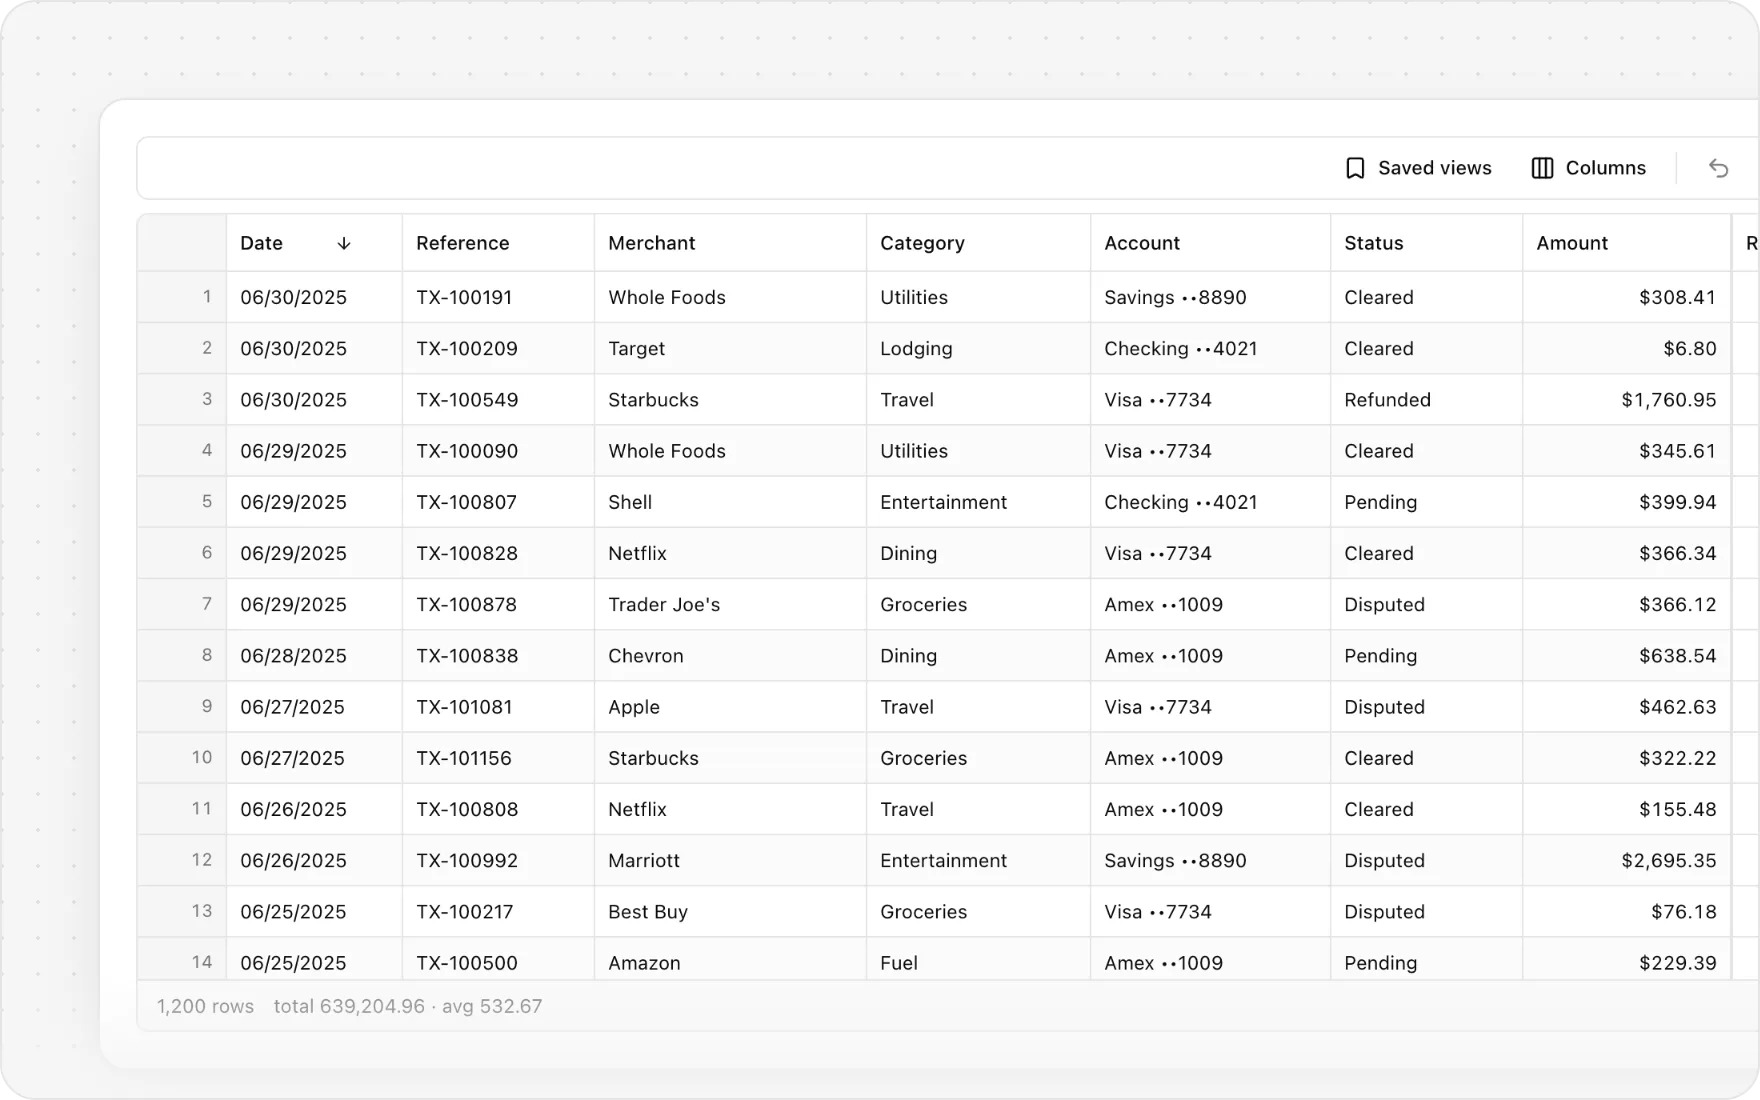 Saved views Columns
Date ↓ Reference Merchant Category Account Status Amount R
1 06/30/2025 TX-100191 Whole Foods Utilities Savings ••8890 Cleared $308.41
2 06/30/2025 TX-100209 Target Lodging Checking ••4021 Cleared $6.80
3 06/30/2025 TX-100549 Starbucks Travel Visa ••7734 Refunded $1,760.95
4 06/29/2025 TX-100090 Whole Foods Utilities Visa ••7734 Cleared $345.61
5 06/29/2025 TX-100807 Shell Entertainment Checking ••4021 Pending $399.94
6 06/29/2025 TX-100828 Netflix Dining Visa ••7734 Cleared $366.34
7 06/29/2025 TX-100878 Trader Joe's Groceries Amex ••1009 Disputed $366.12
8 06/28/2025 TX-100838 Chevron Dining Amex ••1009 Pending $638.54
9 06/27/2025 TX-101081 Apple Travel Visa ••7734 Disputed $462.63
10 06/27/2025 TX-101156 Starbucks Groceries Amex ••1009 Cleared $322.22
11 06/26/2025 TX-100808 Netflix Travel Amex ••1009 Cleared $155.48
12 06/26/2025 TX-100992 Marriott Entertainment Savings ••8890 Disputed $2,695.35
13 06/25/2025 TX-100217 Best Buy Groceries Visa ••7734 Disputed $76.18
14 06/25/2025 TX-100500 Amazon Fuel Amex ••1009 Pending $229.39
1,200 rows total 639,204.96 · avg 532.67